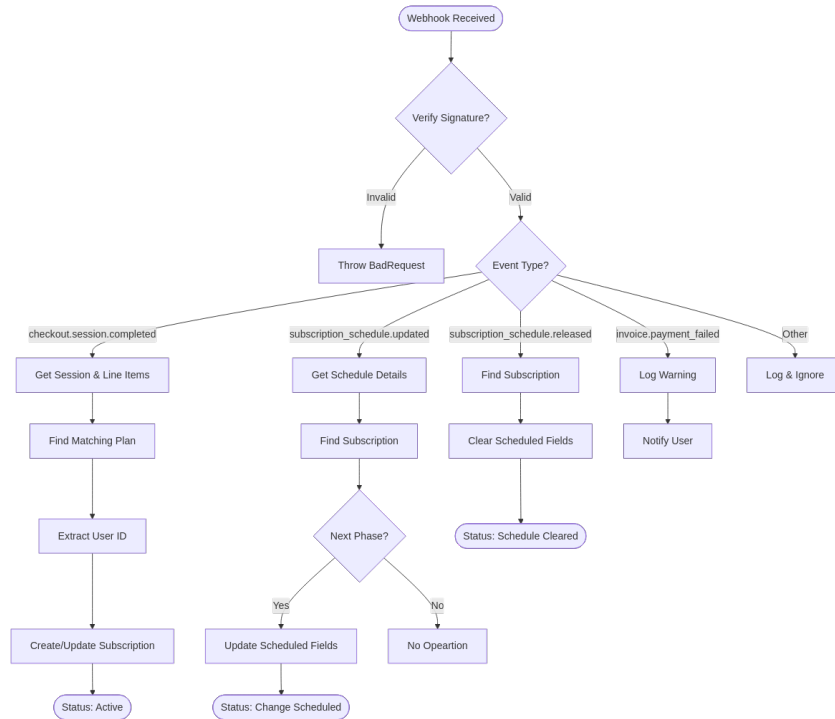 Webhook Received
Verify Signature?
Invalid
Valid
Throw BadRequest
Event Type?
checkout.session.completed
subscription_schedule.updated
subscription_schedule.released
invoice.payment_failed
Other
Get Session & Line Items
Get Schedule Details
Find Subscription
Log Warning
Log & Ignore
Find Matching Plan
Find Subscription
Clear Scheduled Fields
Notify User
Extract User ID
Next Phase?
Status: Schedule Cleared
Yes
No
Create/Update Subscription
Update Scheduled Fields
No Opeartion
Status: Active
Status: Change Scheduled